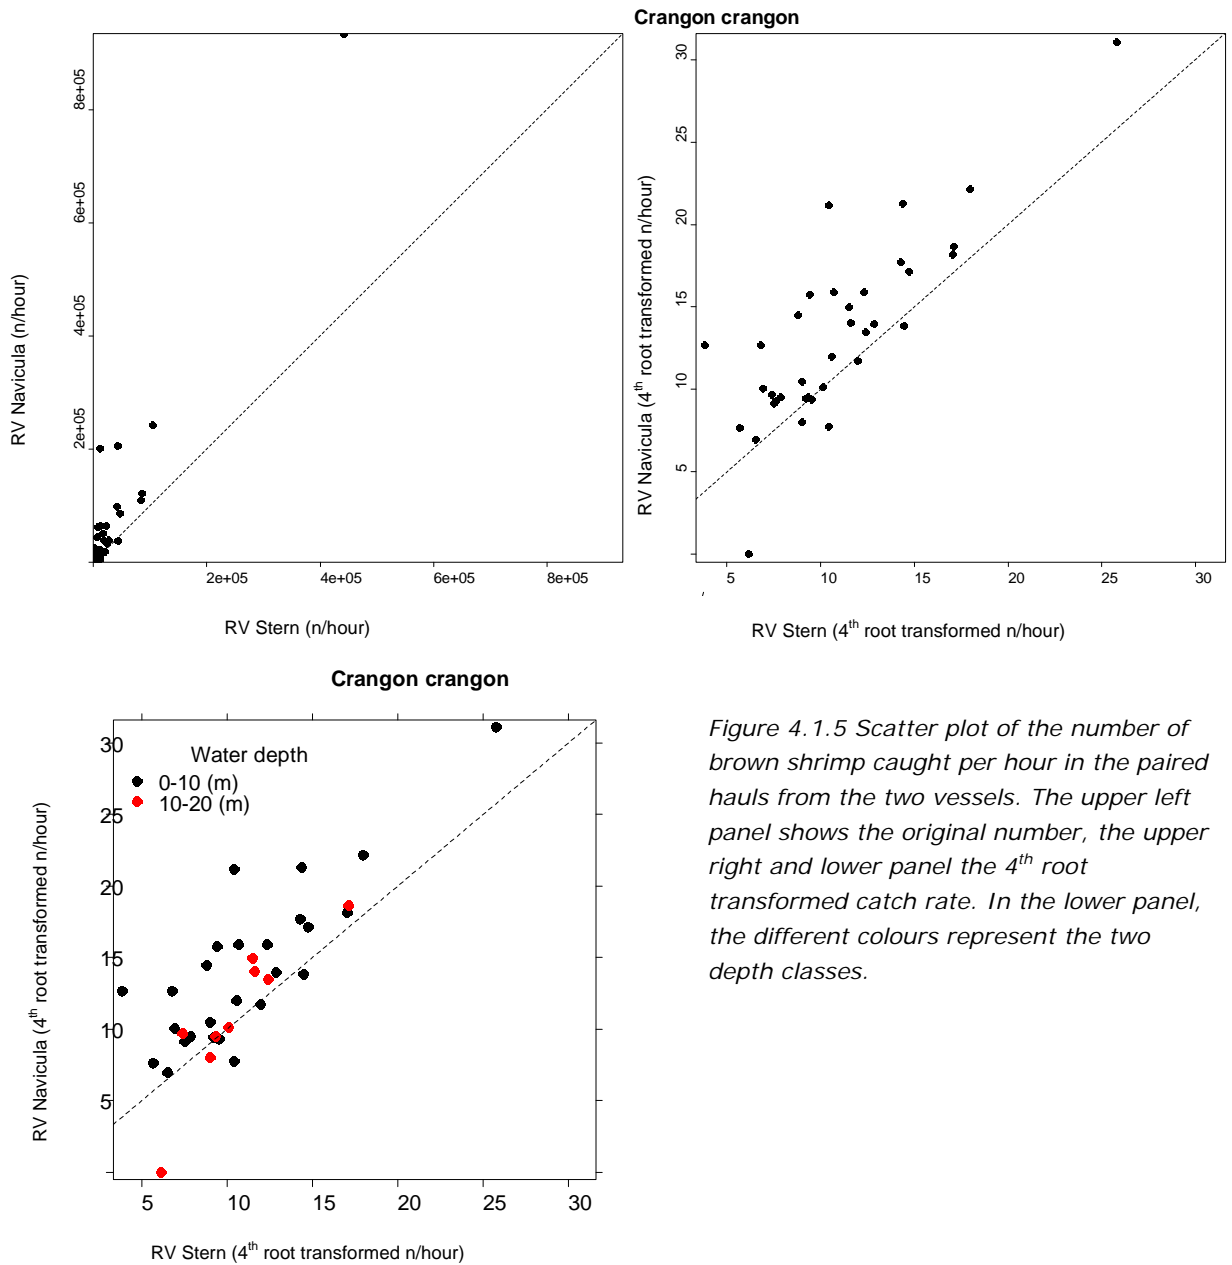 Crangon crangon
8e+05
6e+05
4e+05
2e+05
RV Navicula (n/hour)
2e+05 4e+05 6e+05 8e+05
RV Stern (n/hour)
30
25
20
15
10
5
RV Navicula (4th root transformed n/hour)
5 10 15 20 25 30
RV Stern (4th root transformed n/hour)
Crangon crangon
Water depth
0-10 (m)
10-20 (m)
30
25
20
15
10
5
RV Navicula (4th root transformed n/hour)
5 10 15 20 25 30
RV Stern (4th root transformed n/hour)
Figure 4.1.5 Scatter plot of the number of
brown shrimp caught per hour in the paired
hauls from the two vessels. The upper left
panel shows the original number, the upper
right and lower panel the 4th root
transformed catch rate. In the lower panel,
the different colours represent the two
depth classes.